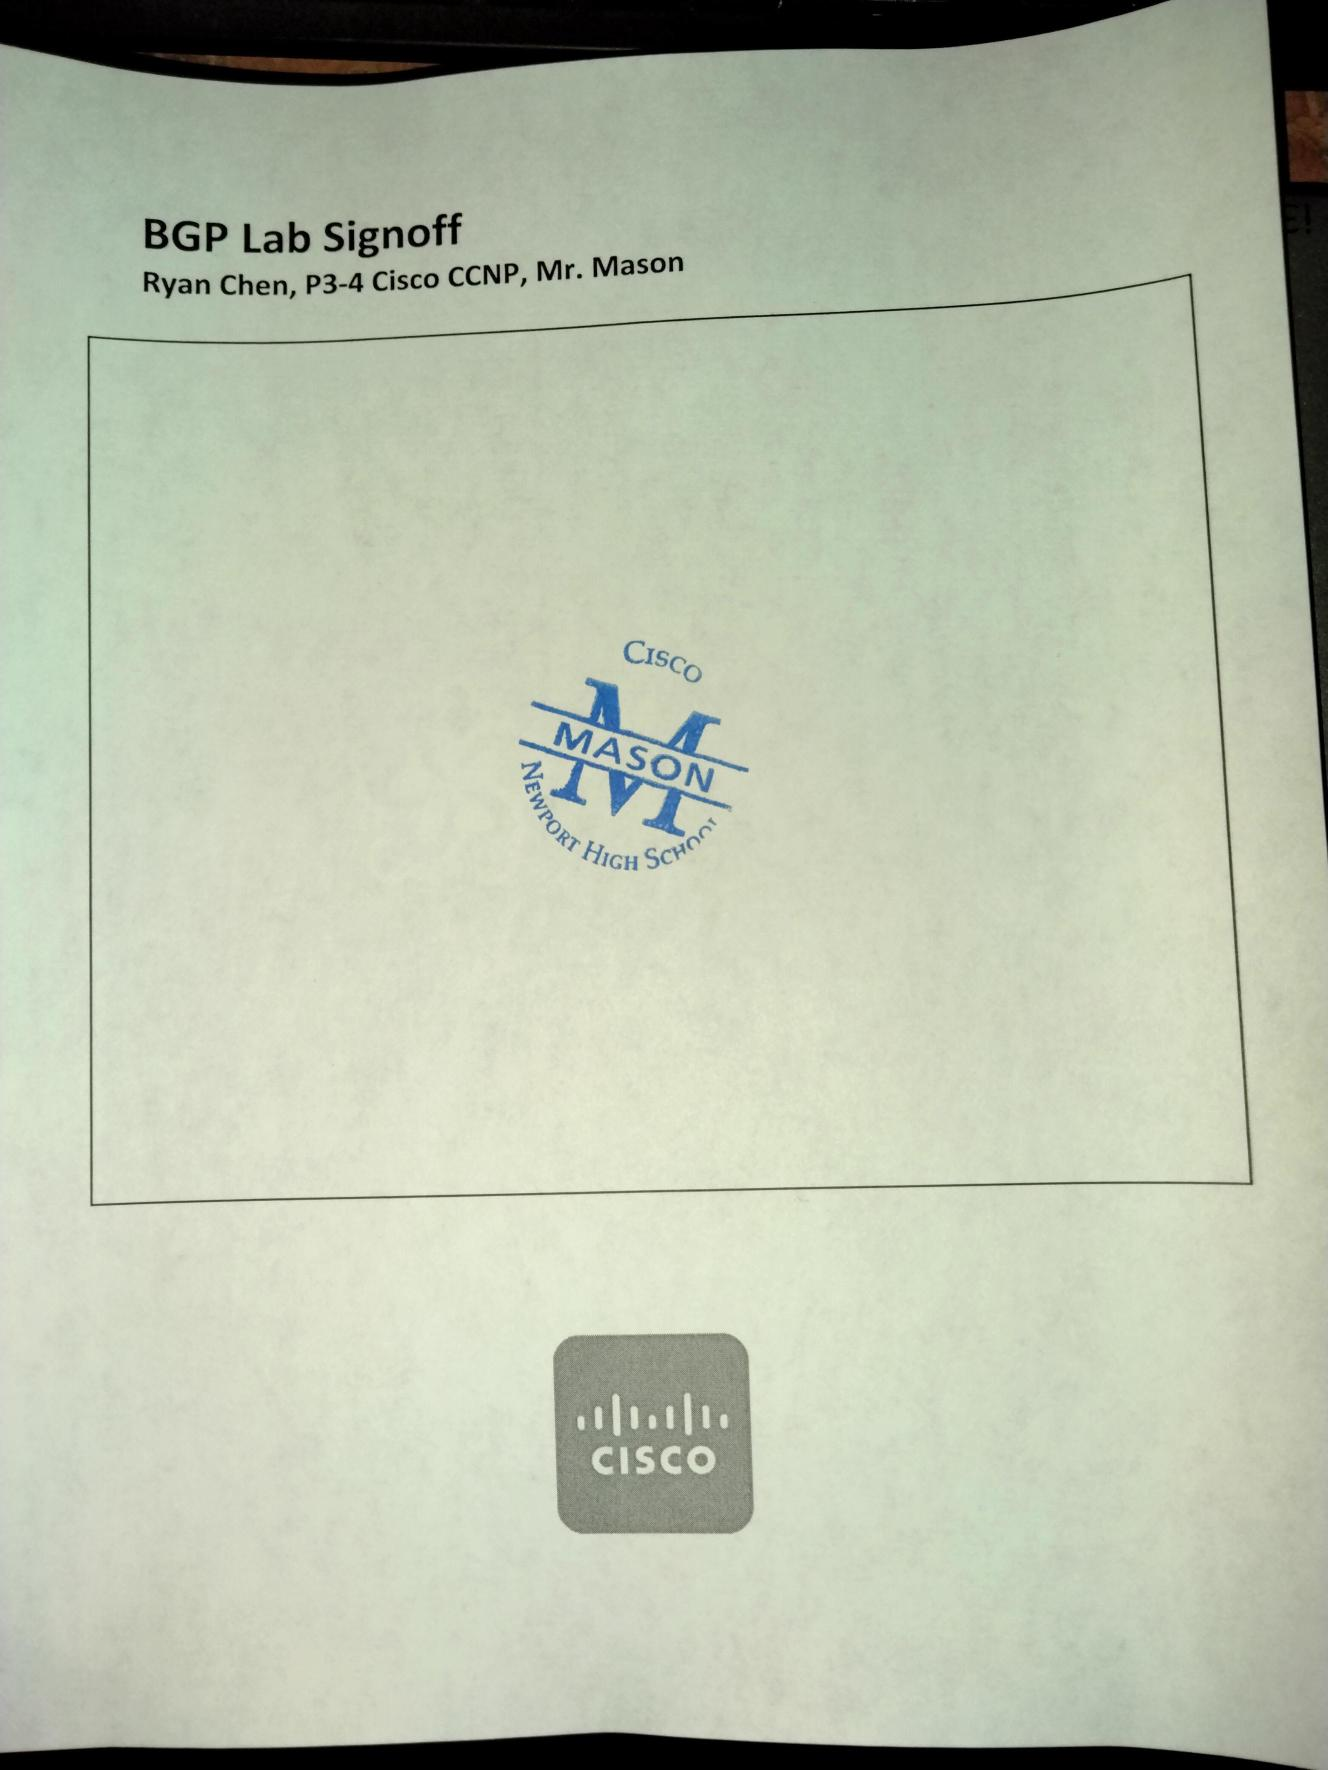 BGP Lab Signoff
Ryan Chen, P3-4 Cisco CCNP, Mr. Mason
CISCO
MASON
NEWPORT HIGH SCHOOL
CISCO